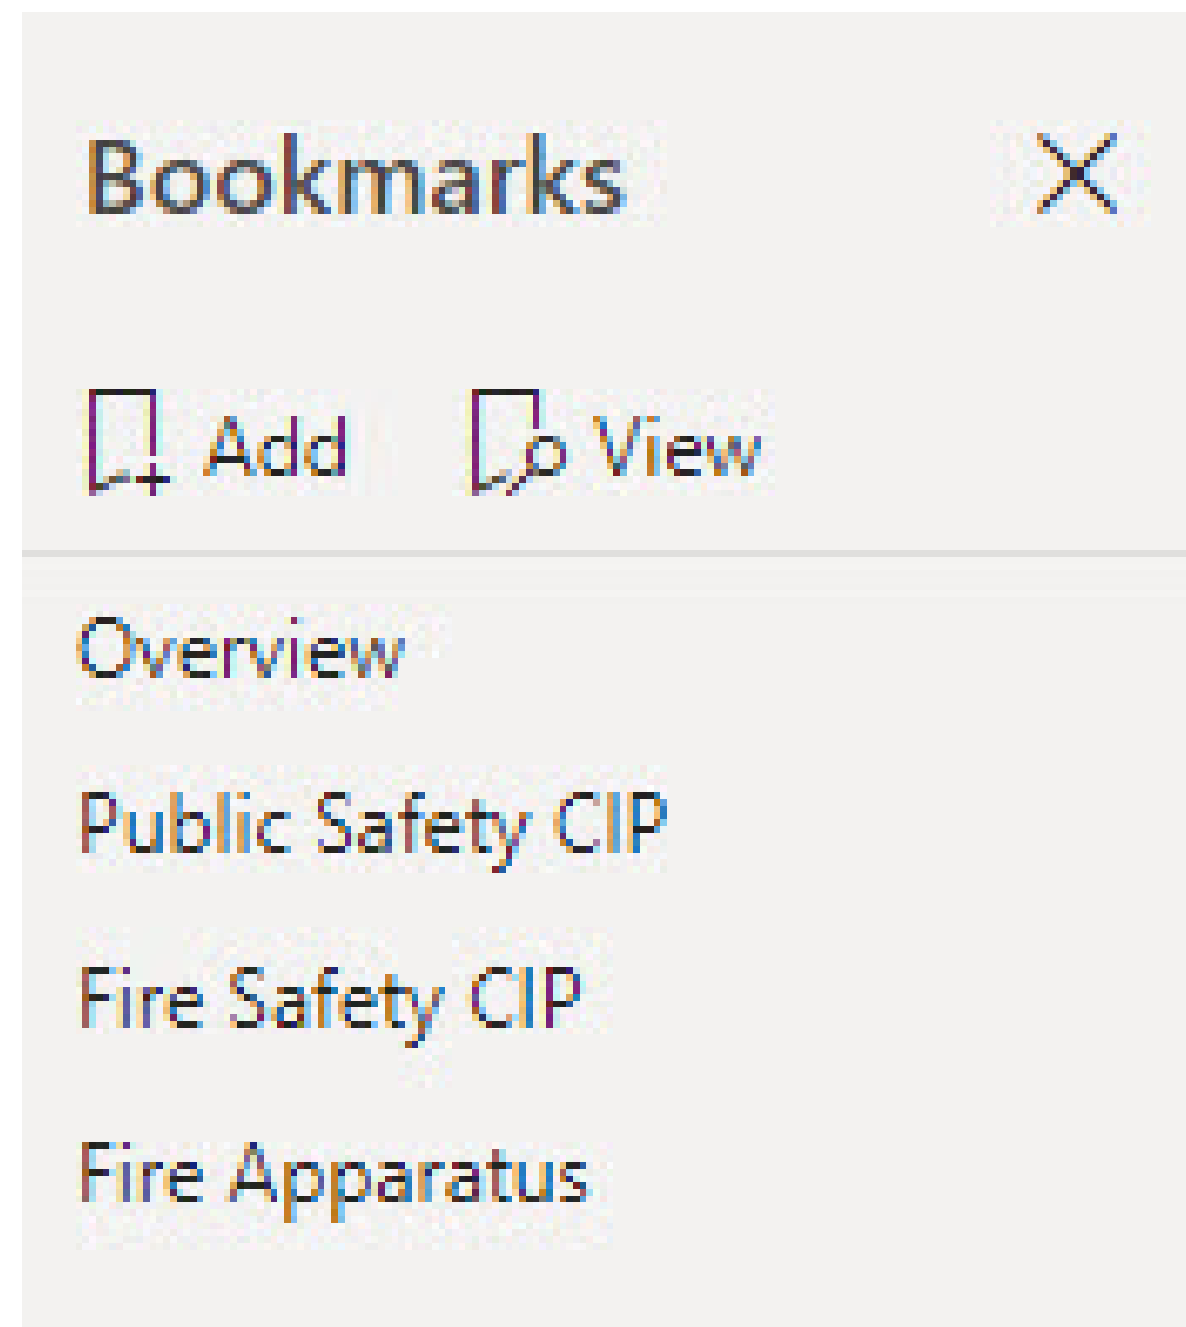 Bookmarks
Add View
Overview
Public Safety CIP
Fire Safety CIP
Fire Apparatus